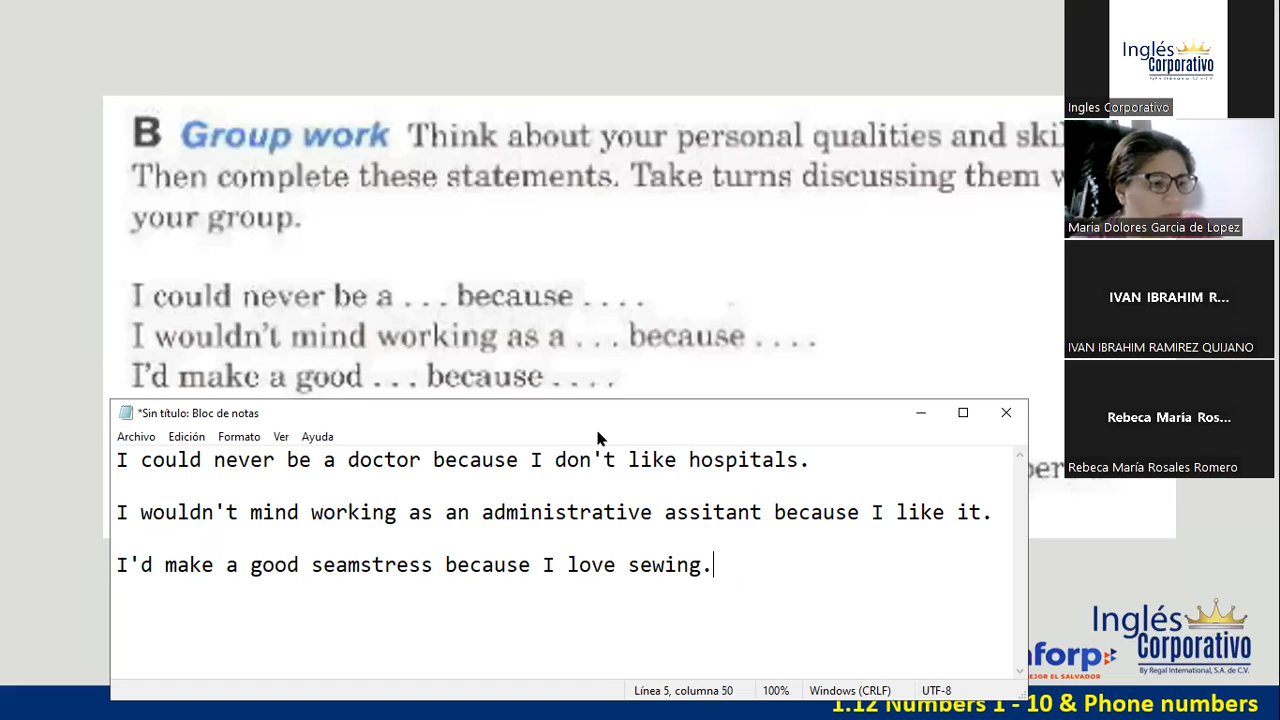 B Group work Think about your personal qualities and skil
Then complete these statements. Take turns discussing them w
your group.
I could never be a . . . because . . . .
I wouldn't mind working as a . . . because . . . .
I'd make a good . . . because . . . .
*Sin título: Bloc de notas
Archivo Edición Formato Ver Ayuda
I could never be a doctor because I don't like hospitals.
I wouldn't mind working as an administrative assitant because I like it.
I'd make a good seamstress because I love sewing.
Línea 5, columna 50 100% Windows (CRLF) UTF-8
Inglés
Corporativo
Ingles Corporativo
Maria Dolores Garcia de Lopez
IVAN IBRAHIM R...
IVAN IBRAHIM RAMIREZ QUIJANO
Rebeca María Ros...
Rebeca María Rosales Romero
Inglés
Corporativo
By Regal International, S.A. de C.V.
nforp
MEJOR EL SALVADOR
1.12 Numbers 1 - 10 & Phone numbers